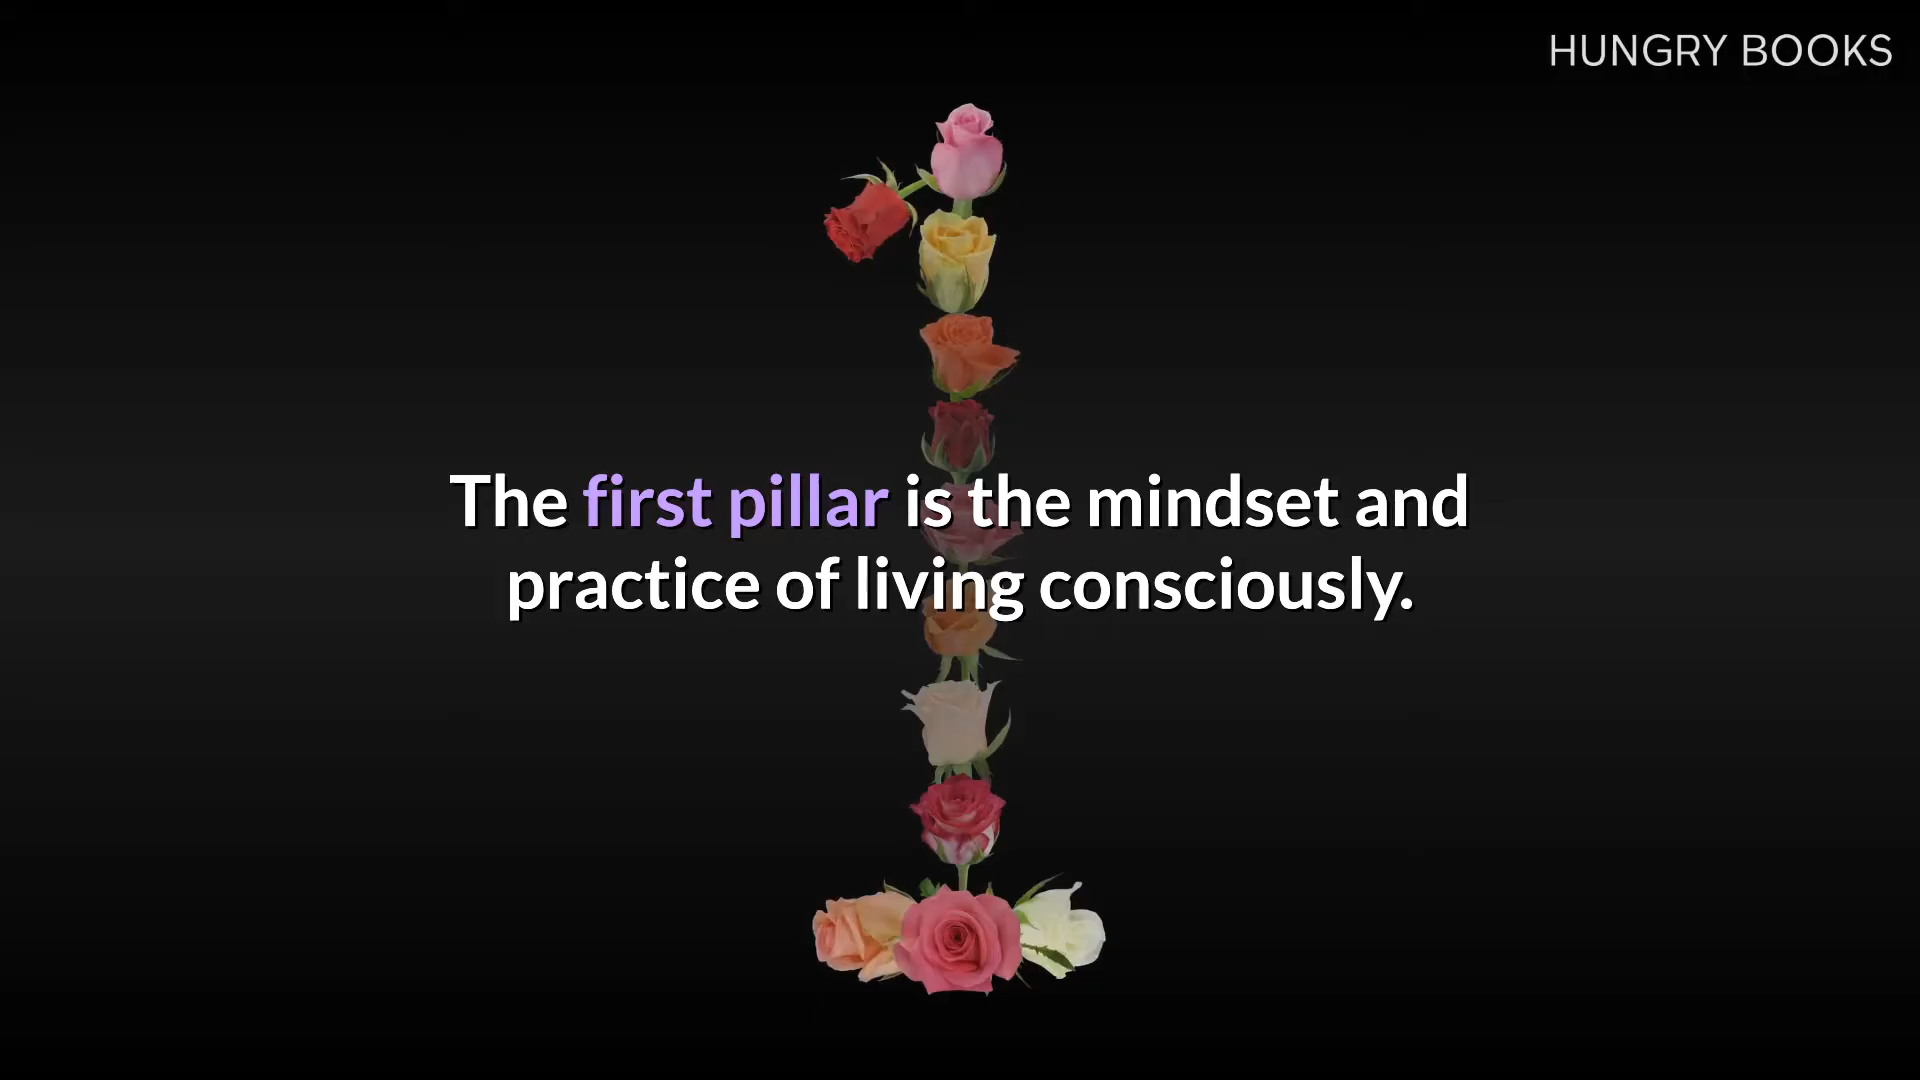 HUNGRY BOOKS
The first pillar is the mindset and
practice of living consciously.